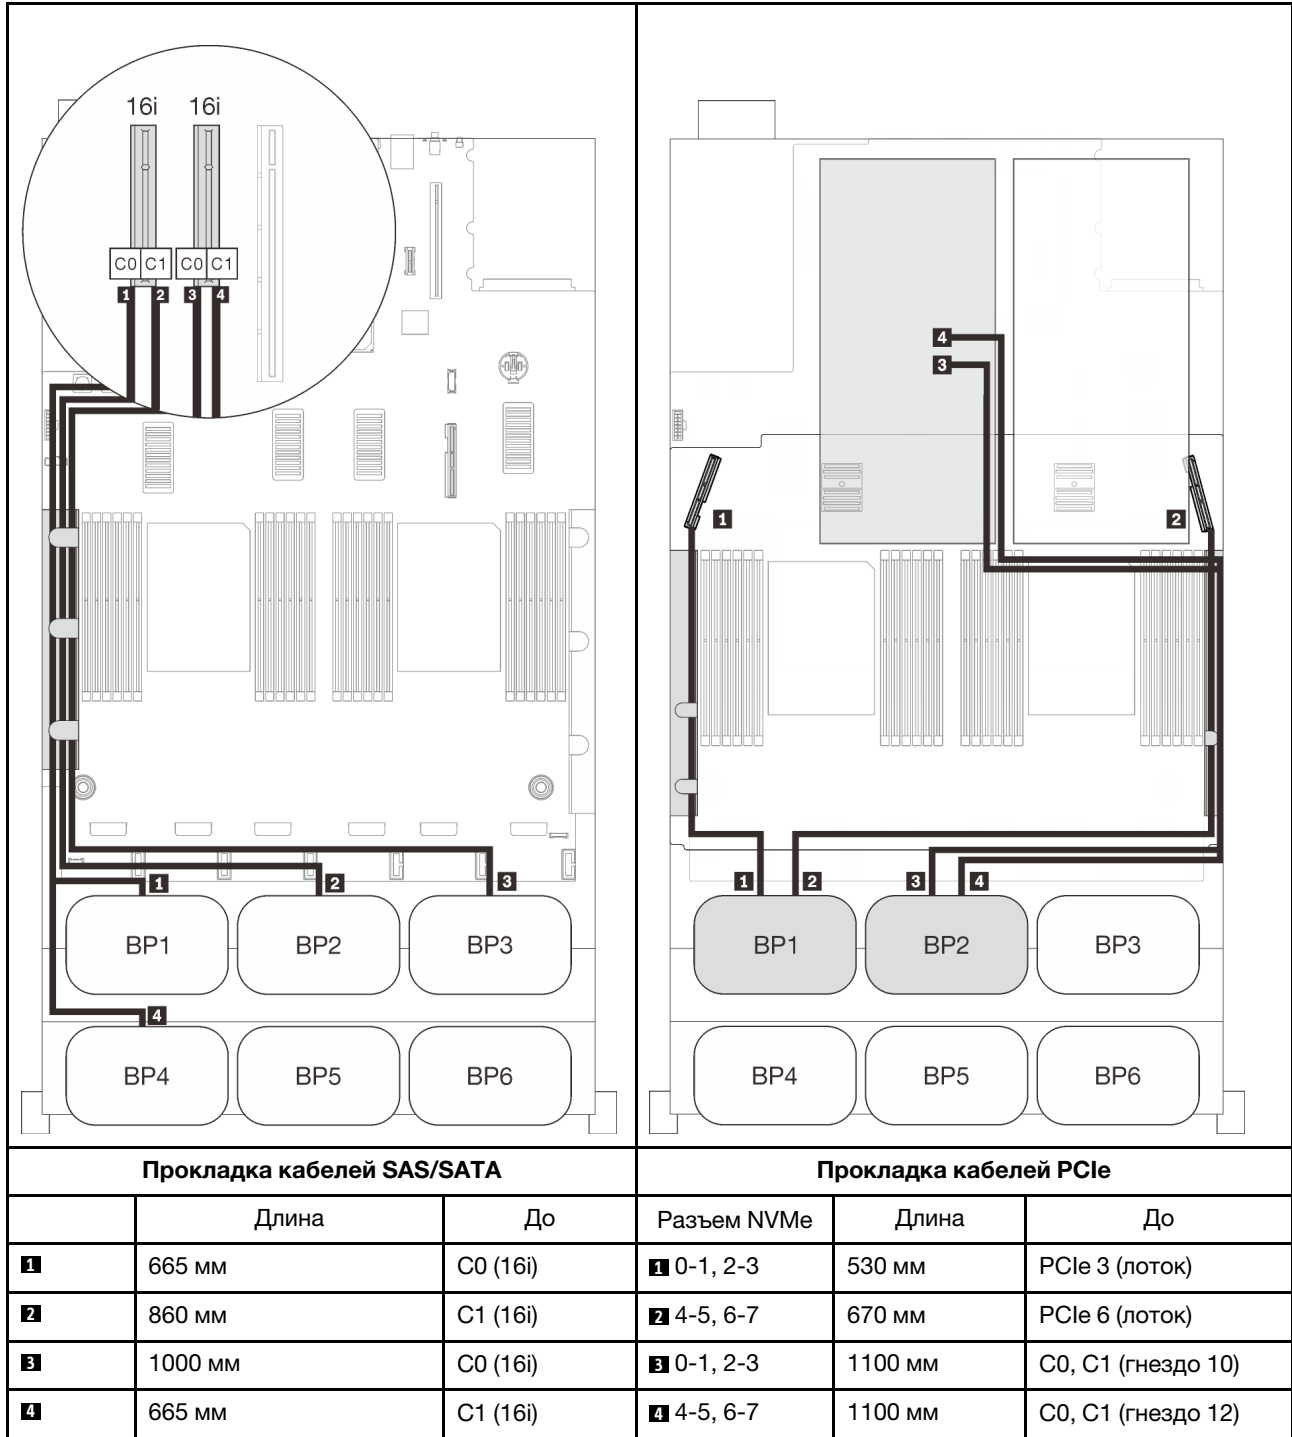 16i 16i
C0 C1 C0 C1
1 2 3 4
1 2 3
BP1 BP2 BP3
4
BP4 BP5 BP6
4
3
1 2
1 2 3 4
BP1 BP2 BP3
BP4 BP5 BP6
Прокладка кабелей SAS/SATA Прокладка кабелей PCIe
Длина До Разъем NVMe Длина До
1 665 мм C0 (16i) 1 0-1, 2-3 530 мм PCIe 3 (лоток)
2 860 мм C1 (16i) 2 4-5, 6-7 670 мм PCIe 6 (лоток)
3 1000 мм C0 (16i) 3 0-1, 2-3 1100 мм C0, C1 (гнездо 10)
4 665 мм C1 (16i) 4 4-5, 6-7 1100 мм C0, C1 (гнездо 12)